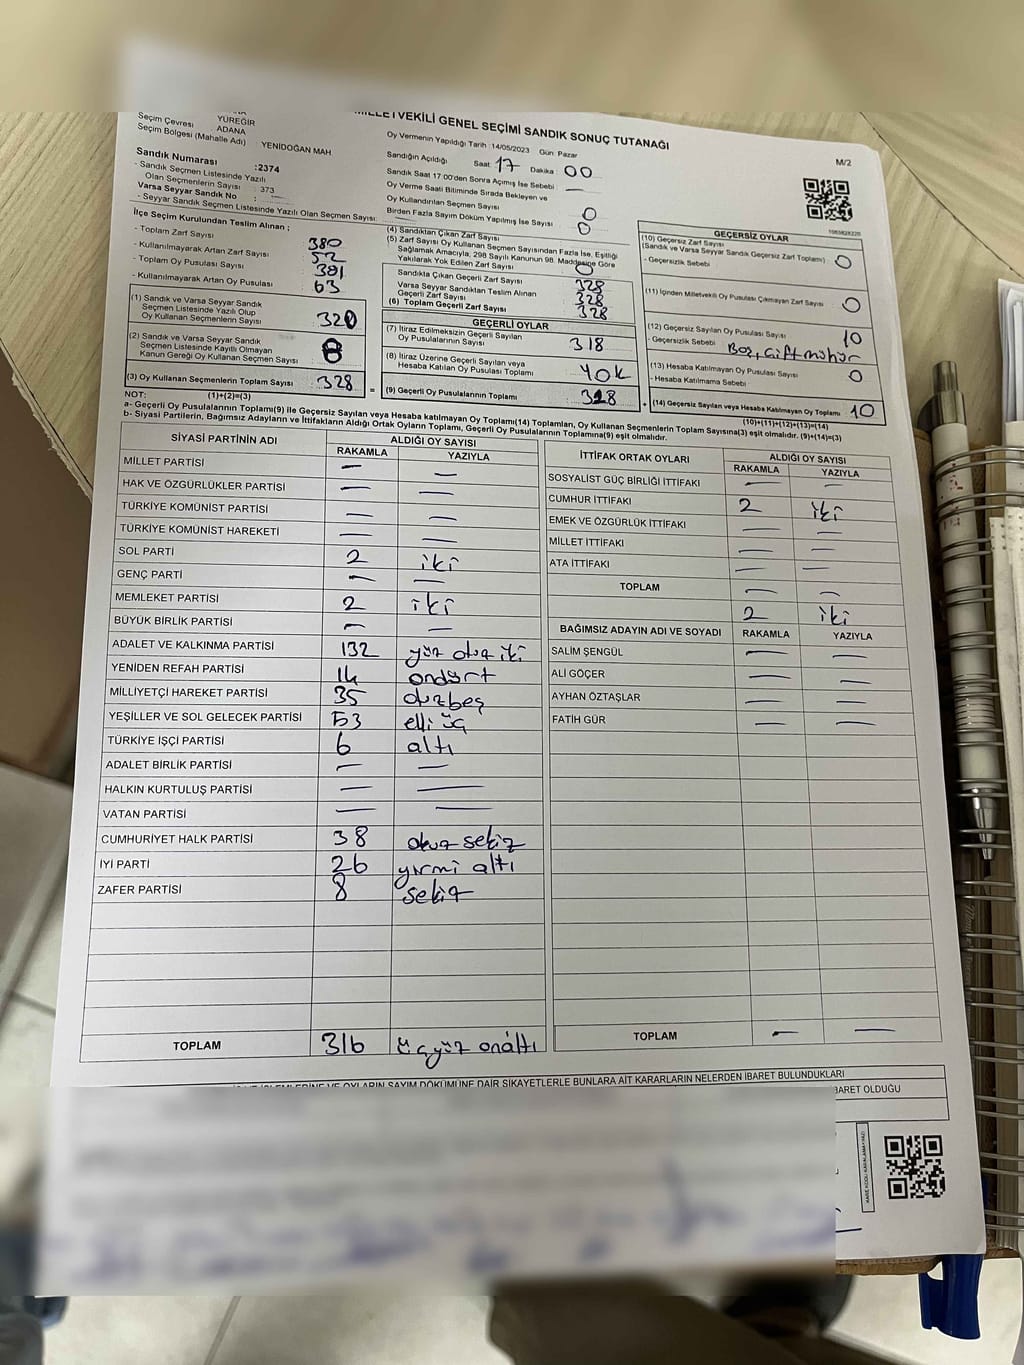 MİLLETVEKİLİ GENEL SEÇİMİ SANDIK SONUÇ TUTANAĞI
M/2
Seçim Çevresi : YÜREĞİR
ADANA
Seçim Bölgesi (Mahalle Adı) : YENİDOĞAN MAH.
Sandık Numarası :2374
- Sandık Seçmen Listesinde Yazılı
Olan Seçmenlerin Sayısı : 373
Varsa Seyyar Sandık No : —
- Seyyar Sandık Seçmen Listesinde Yazılı Olan Seçmen Sayısı: —
Oy Vermenin Yapıldığı Tarih :14/05/2023 Gün: Pazar
Sandığın Açıldığı Saat: 17 Dakika : 00
Sandık Saat 17.00'den Sonra Açılmış İse Sebebi —
Oy Verme Saati Bitiminde Sırada Bekleyen ve
Oy Kullandırılan Seçmen Sayısı 0
Birden Fazla Sayım Döküm Yapılmış İse Sayısı 0
İlçe Seçim Kurulundan Teslim Alınan ;
- Toplam Zarf Sayısı 380
- Kullanılmayarak Artan Zarf Sayısı 52
- Toplam Oy Pusulası Sayısı 381
- Kullanılmayarak Artan Oy Pusulası 63
(1) Sandık ve Varsa Seyyar Sandık
Seçmen Listesinde Yazılı Olup
Oy Kullanan Seçmenlerin Sayısı 320
(2) Sandık ve Varsa Seyyar Sandık
Seçmen Listesinde Kayıtlı Olmayan
Kanun Gereği Oy Kullanan Seçmen Sayısı 8
(3) Oy Kullanan Seçmenlerin Toplam Sayısı 328 =
(4) Sandıktan Çıkan Zarf Sayısı
(5) Zarf Sayısı Oy Kullanan Seçmen Sayısından Fazla İse, Eşitliği
Sağlamak Amacıyla, 298 Sayılı Kanunun 98. Maddesine Göre
Yakılarak Yok Edilen Zarf Sayısı 0
Sandıkta Çıkan Geçerli Zarf Sayısı 328
Varsa Seyyar Sandıktan Teslim Alınan
Geçerli Zarf Sayısı 328
(6) Toplam Geçerli Zarf Sayısı 328
GEÇERLİ OYLAR
(7) İtiraz Edilmeksizin Geçerli Sayılan
Oy Pusulalarının Sayısı 318
(8) İtiraz Üzerine Geçerli Sayılan veya
Hesaba Katılan Oy Pusulası Toplamı YOK
(9) Geçerli Oy Pusulalarının Toplamı 318 +
GEÇERSİZ OYLAR
(10) Geçersiz Zarf Sayısı
(Sandık ve Varsa Seyyar Sandık Geçersiz Zarf Toplamı) 0
- Geçersizlik Sebebi
(11) İçinden Milletvekili Oy Pusulası Çıkmayan Zarf Sayısı 0
(12) Geçersiz Sayılan Oy Pusulası Sayısı 10
- Geçersizlik Sebebi Boş, Çift mühür
(13) Hesaba Katılmayan Oy Pusulası Sayısı 0
- Hesaba Katılmama Sebebi
(14) Geçersiz Sayılan veya Hesaba Katılmayan Oy Toplamı 10
NOT: (1)+(2)=(3) (10)+(11)+(12)+(13)=(14)
a- Geçerli Oy Pusulalarının Toplamı(9) ile Geçersiz Sayılan veya Hesaba katılmayan Oy Toplamı(14) Toplamları, Oy Kullanan Seçmenlerin Toplam Sayısına(3) eşit olmalıdır. (9)+(14)=(3)
b- Siyasi Partilerin, Bağımsız Adayların ve İttifakların Aldığı Ortak Oyların Toplamı, Geçerli Oy Pusulalarının Toplamına(9) eşit olmalıdır.
SİYASİ PARTİNİN ADI ALDIĞI OY SAYISI
RAKAMLA YAZIYLA
MİLLET PARTİSİ — —
HAK VE ÖZGÜRLÜKLER PARTİSİ — —
TÜRKİYE KOMÜNİST PARTİSİ — —
TÜRKİYE KOMÜNİST HAREKETİ — —
SOL PARTİ 2 iki
GENÇ PARTİ — —
MEMLEKET PARTİSİ 2 iki
BÜYÜK BİRLİK PARTİSİ — —
ADALET VE KALKINMA PARTİSİ 132 yüz otuz iki
YENİDEN REFAH PARTİSİ 14 ondört
MİLLİYETÇİ HAREKET PARTİSİ 35 otuzbeş
YEŞİLLER VE SOL GELECEK PARTİSİ 53 elli üç
TÜRKİYE İŞÇİ PARTİSİ 6 altı
ADALET BİRLİK PARTİSİ — —
HALKIN KURTULUŞ PARTİSİ — —
VATAN PARTİSİ — —
CUMHURİYET HALK PARTİSİ 38 otuz sekiz
İYİ PARTİ 26 yirmi altı
ZAFER PARTİSİ 8 sekiz
TOPLAM 316 üçyüz onaltı
İTTİFAK ORTAK OYLARI ALDIĞI OY SAYISI
RAKAMLA YAZIYLA
SOSYALİST GÜÇ BİRLİĞİ İTTİFAKI — —
CUMHUR İTTİFAKI 2 iki
EMEK VE ÖZGÜRLÜK İTTİFAKI — —
MİLLET İTTİFAKI — —
ATA İTTİFAKI — —
TOPLAM — —
2 iki
BAĞIMSIZ ADAYIN ADI VE SOYADI RAKAMLA YAZIYLA
SALİM ŞENGÜL — —
ALİ GÖÇER — —
AYHAN ÖZTAŞLAR — —
FATİH GÜR — —
TOPLAM — —
İŞLEMLERİNE VE OYLARIN SAYIM DÖKÜMÜNE DAİR ŞİKAYETLERLE BUNLARA AİT KARARLARIN NELERDEN İBARET BULUNDUKLARI
İBARET OLDUĞU